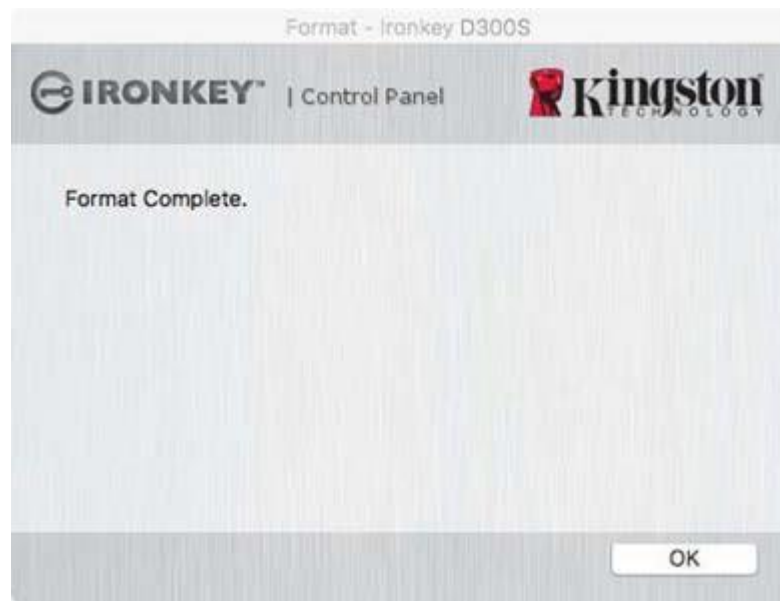 Format - Ironkey D300S
IRONKEY™ | Control Panel
Kingston
TECHNOLOGY
Format Complete.
OK